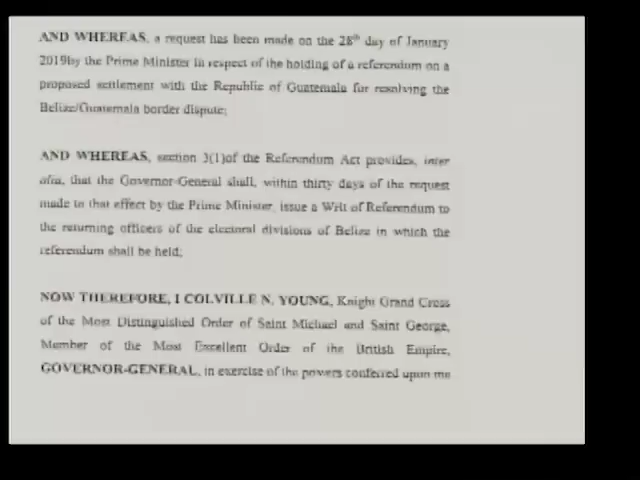 AND WHEREAS, a request has been made on the 28th day of January
2019by the Prime Minister in respect of the holding of a referendum on a
proposed settlement with the Republic of Guatemala for resolving the
Belize/Guatemala border dispute;
AND WHEREAS, section 3(1)of the Referendum Act provides, inter
alia, that the Governor-General shall, within thirty days of the request
made to that effect by the Prime Minister, issue a Writ of Referendum to
the returning officers of the electoral divisions of Belize in which the
referendum shall be held;
NOW THEREFORE, I COLVILLE N. YOUNG, Knight Grand Cross
of the Most Distinguished Order of Saint Michael and Saint George,
Member of the Most Excellent Order of the British Empire,
GOVERNOR-GENERAL, in exercise of the powers conferred upon me